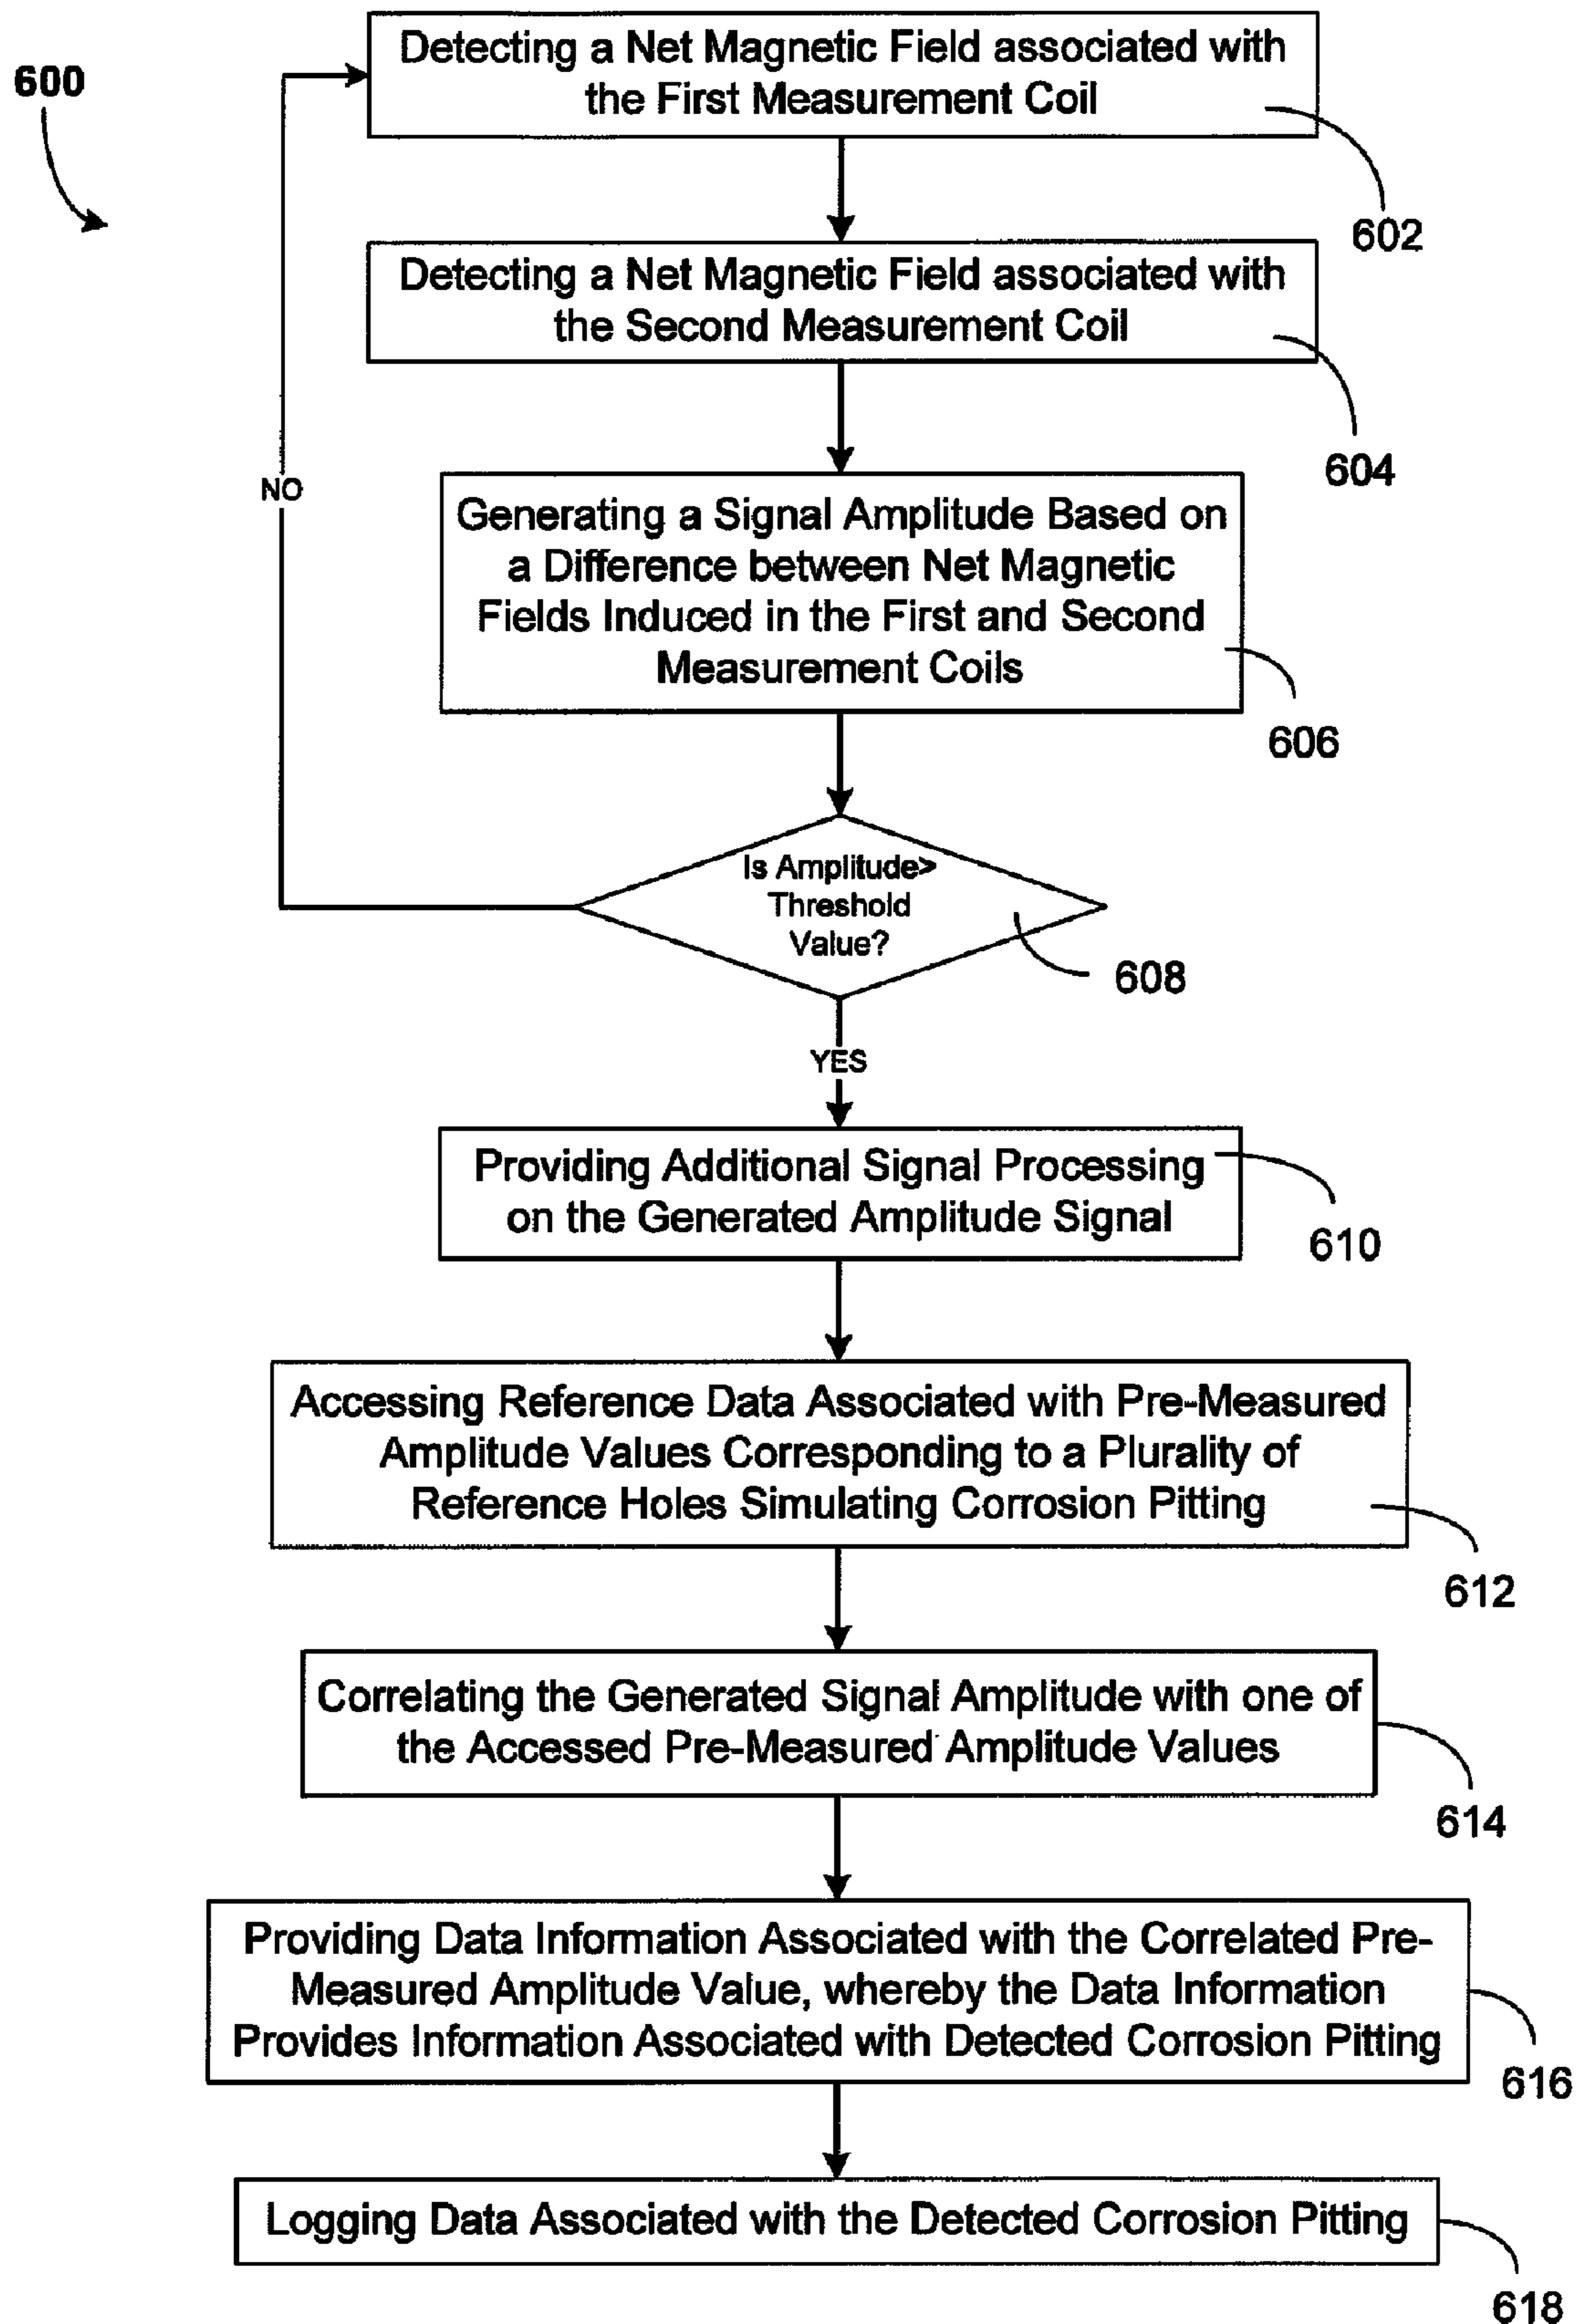 600
Detecting a Net Magnetic Field associated with
the First Measurement Coil
602
Detecting a Net Magnetic Field associated with
the Second Measurement Coil
604
NO
Generating a Signal Amplitude Based on
a Difference between Net Magnetic
Fields Induced in the First and Second
Measurement Coils
606
Is Amplitude>
Threshold
Value?
608
YES
Providing Additional Signal Processing
on the Generated Amplitude Signal
610
Accessing Reference Data Associated with Pre-Measured
Amplitude Values Corresponding to a Plurality of
Reference Holes Simulating Corrosion Pitting
612
Correlating the Generated Signal Amplitude with one of
the Accessed Pre-Measured Amplitude Values
614
Providing Data Information Associated with the Correlated Pre-
Measured Amplitude Value, whereby the Data Information
Provides Information Associated with Detected Corrosion Pitting
616
Logging Data Associated with the Detected Corrosion Pitting
618